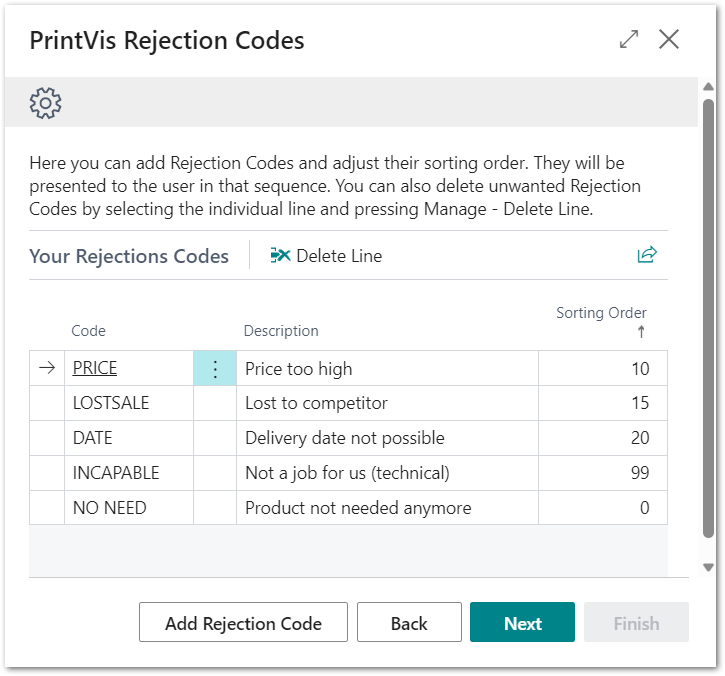 PrintVis Rejection Codes
Here you can add Rejection Codes and adjust their sorting order. They will be
presented to the user in that sequence. You can also delete unwanted Rejection
Codes by selecting the individual line and pressing Manage - Delete Line.
Your Rejections Codes Delete Line
Code Description Sorting Order ↑
→ PRICE ⋮ Price too high 10
LOSTSALE Lost to competitor 15
DATE Delivery date not possible 20
INCAPABLE Not a job for us (technical) 99
NO NEED Product not needed anymore 0
Add Rejection Code Back Next Finish